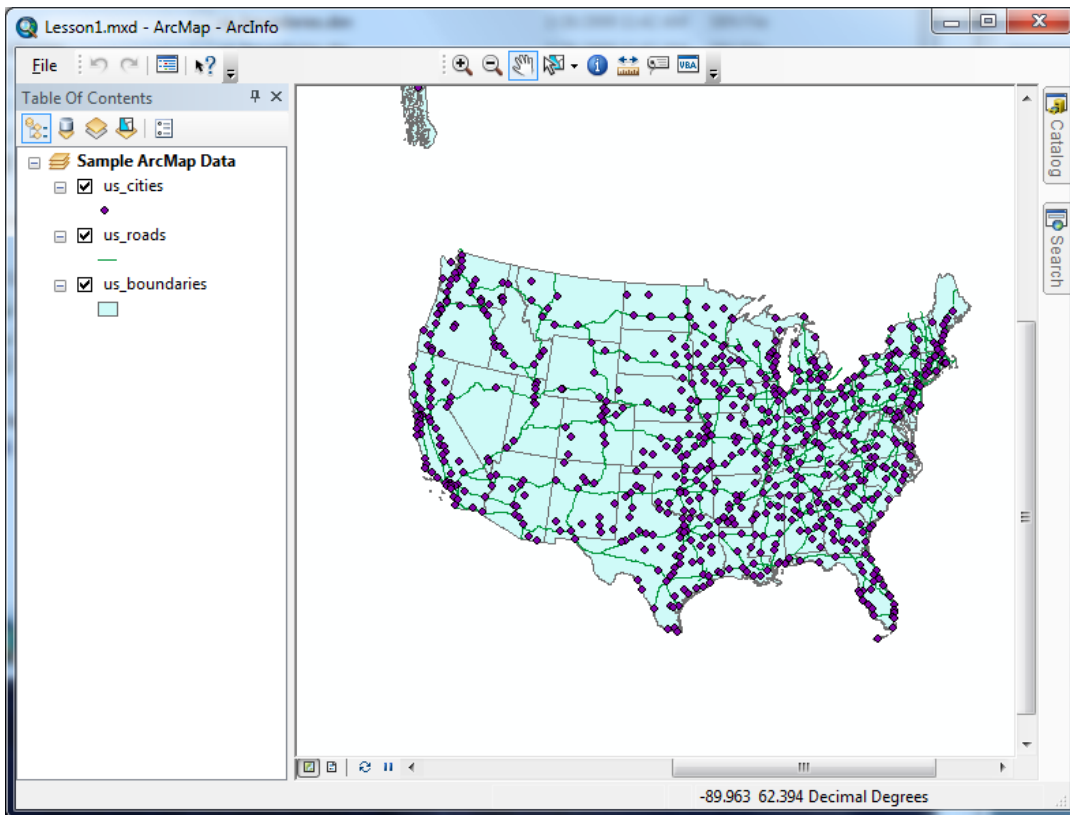 Lesson1.mxd - ArcMap - ArcInfo
File
VBA
Table Of Contents
Sample ArcMap Data
us_cities
us_roads
us_boundaries
Catalog
Search
-89.963 62.394 Decimal Degrees